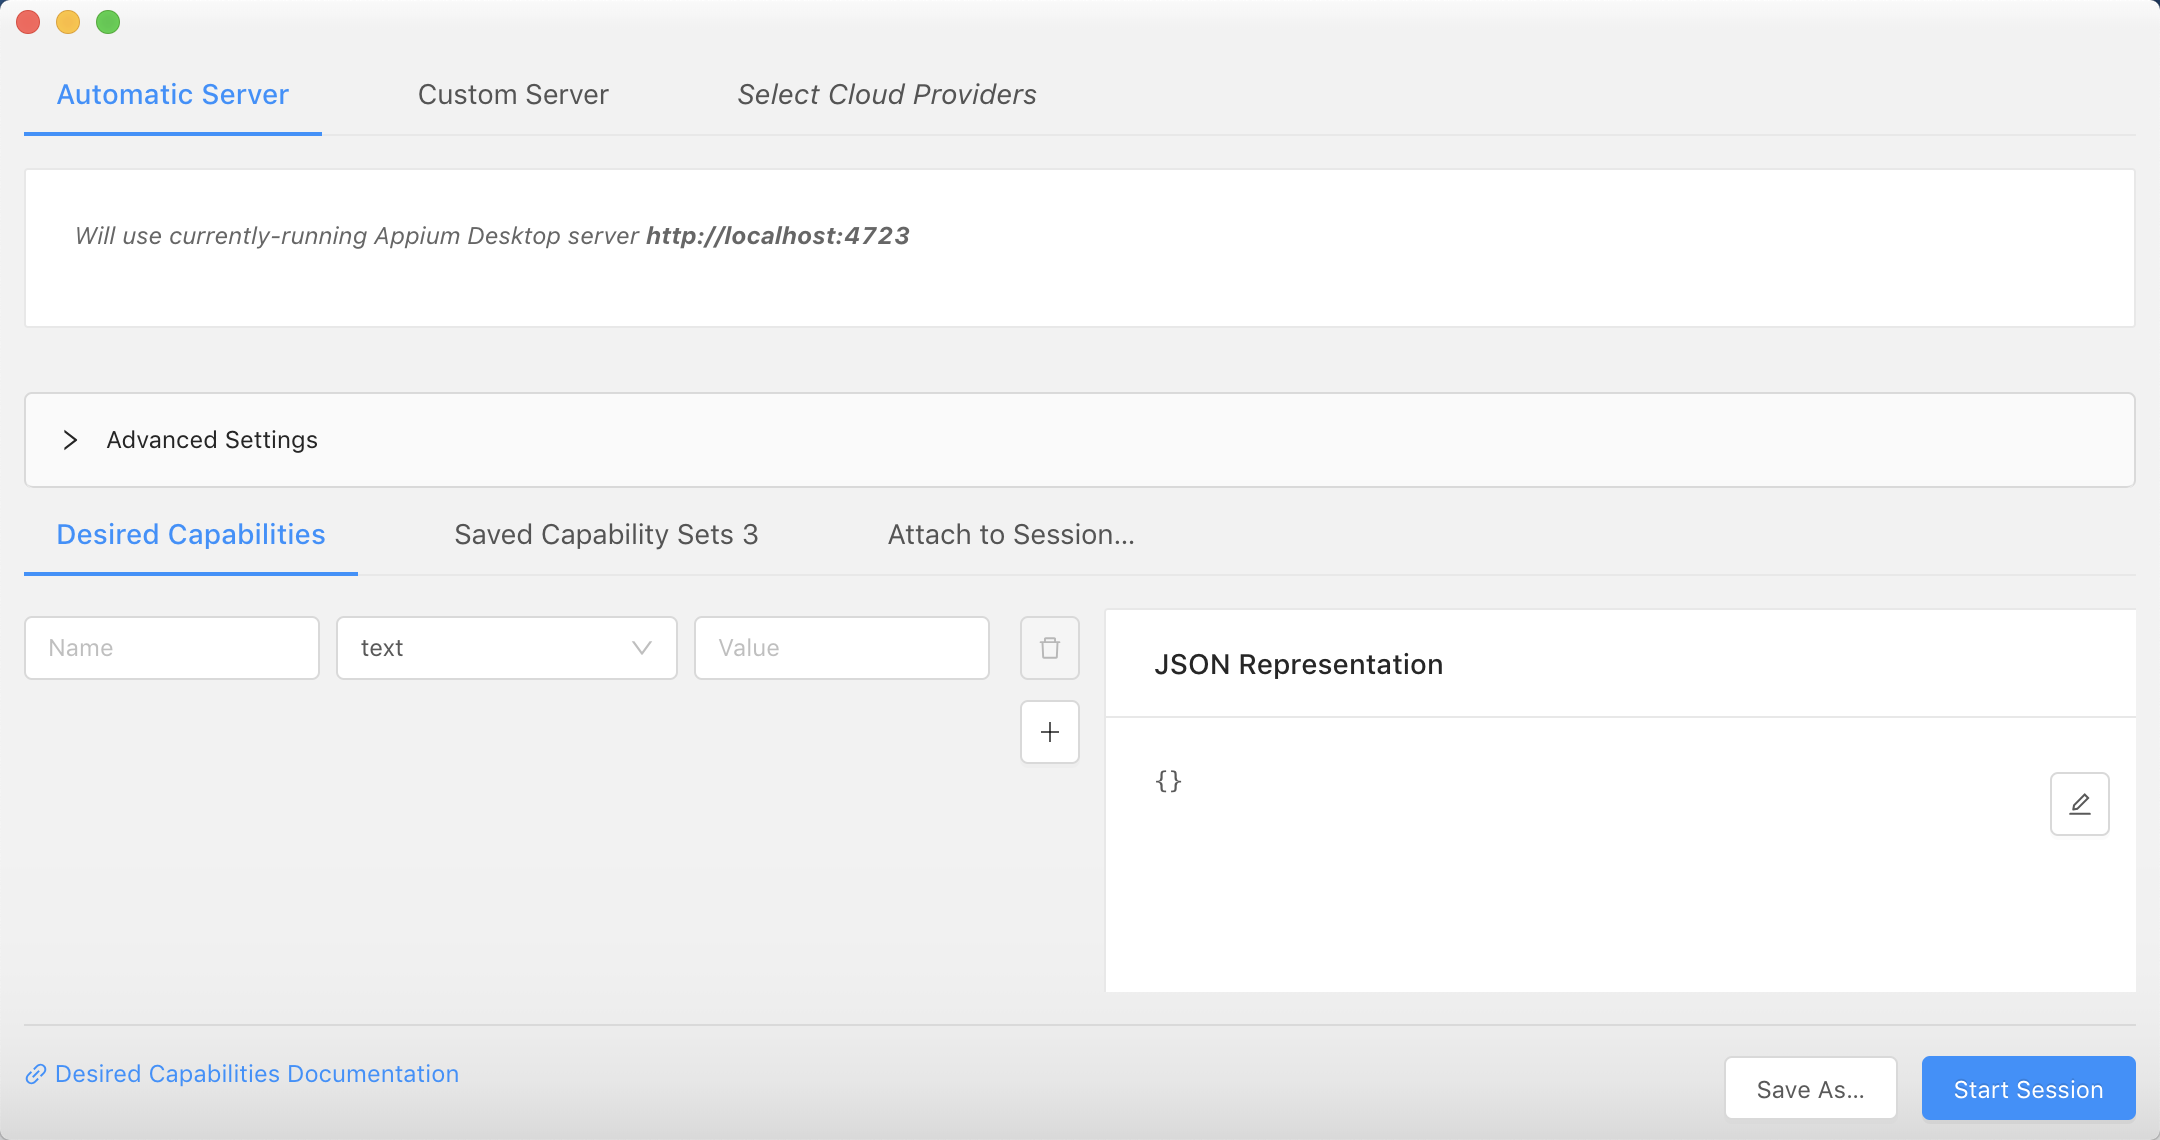 Automatic Server
Custom Server
Select Cloud Providers
Will use currently-running Appium Desktop server http://localhost:4723
Advanced Settings
Desired Capabilities
Saved Capability Sets 3
Attach to Session...
Name
text
Value
JSON Representation
{}
Desired Capabilities Documentation
Save As...
Start Session